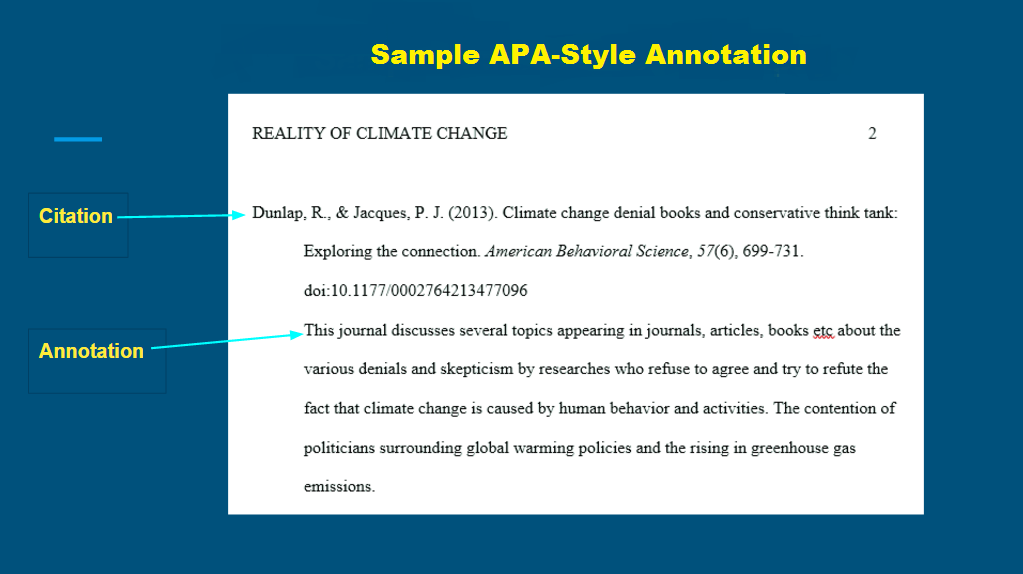 Sample APA-Style Annotation
REALITY OF CLIMATE CHANGE 2
Citation
Dunlap, R., & Jacques, P. J. (2013). Climate change denial books and conservative think tank:
Exploring the connection. American Behavioral Science, 57(6), 699-731.
doi:10.1177/0002764213477096
Annotation
This journal discusses several topics appearing in journals, articles, books etc about the
various denials and skepticism by researches who refuse to agree and try to refute the
fact that climate change is caused by human behavior and activities. The contention of
politicians surrounding global warming policies and the rising in greenhouse gas
emissions.